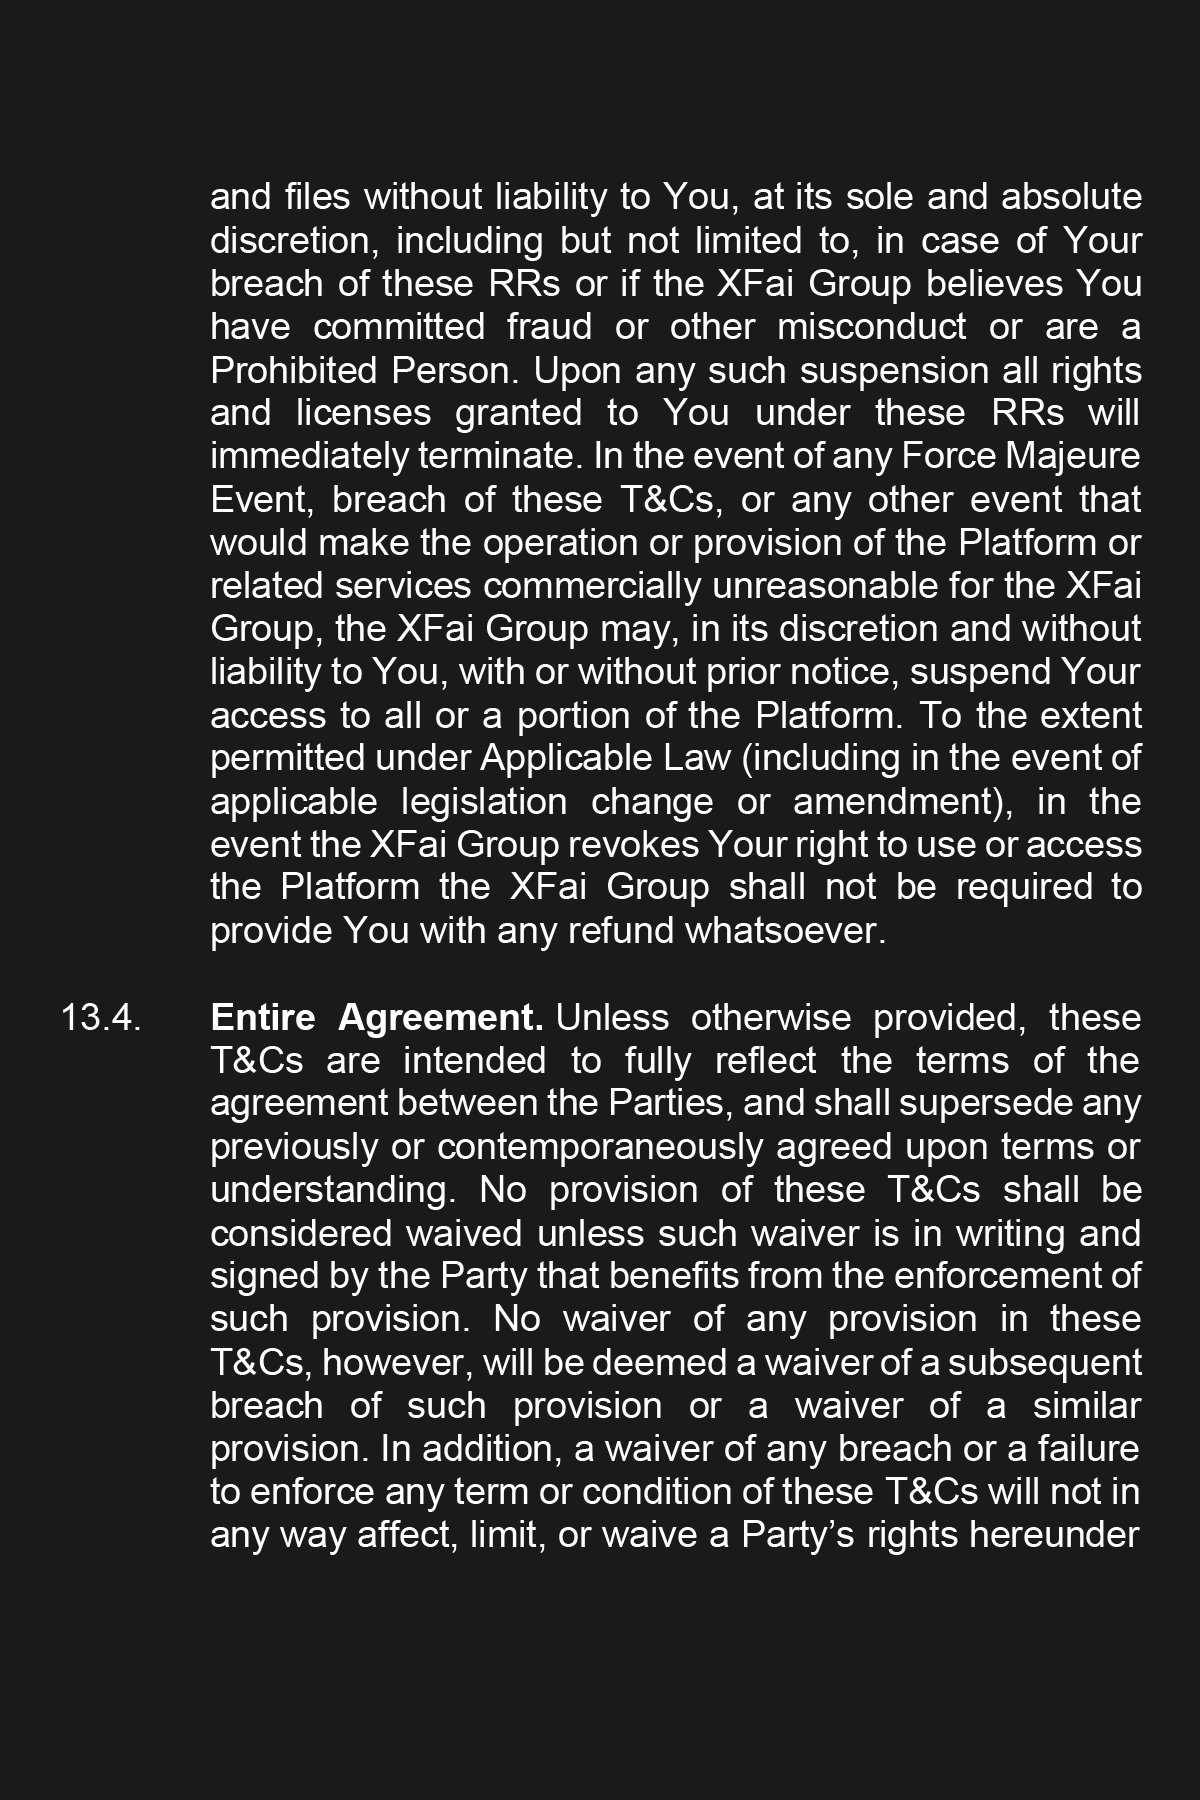 and files without liability to You, at its sole and absolute
discretion, including but not limited to, in case of Your
breach of these RRs or if the XFai Group believes You
have committed fraud or other misconduct or are a
Prohibited Person. Upon any such suspension all rights
and licenses granted to You under these RRs will
immediately terminate. In the event of any Force Majeure
Event, breach of these T&Cs, or any other event that
would make the operation or provision of the Platform or
related services commercially unreasonable for the XFai
Group, the XFai Group may, in its discretion and without
liability to You, with or without prior notice, suspend Your
access to all or a portion of the Platform. To the extent
permitted under Applicable Law (including in the event of
applicable legislation change or amendment), in the
event the XFai Group revokes Your right to use or access
the Platform the XFai Group shall not be required to
provide You with any refund whatsoever.
13.4. Entire Agreement. Unless otherwise provided, these
T&Cs are intended to fully reflect the terms of the
agreement between the Parties, and shall supersede any
previously or contemporaneously agreed upon terms or
understanding. No provision of these T&Cs shall be
considered waived unless such waiver is in writing and
signed by the Party that benefits from the enforcement of
such provision. No waiver of any provision in these
T&Cs, however, will be deemed a waiver of a subsequent
breach of such provision or a waiver of a similar
provision. In addition, a waiver of any breach or a failure
to enforce any term or condition of these T&Cs will not in
any way affect, limit, or waive a Party’s rights hereunder